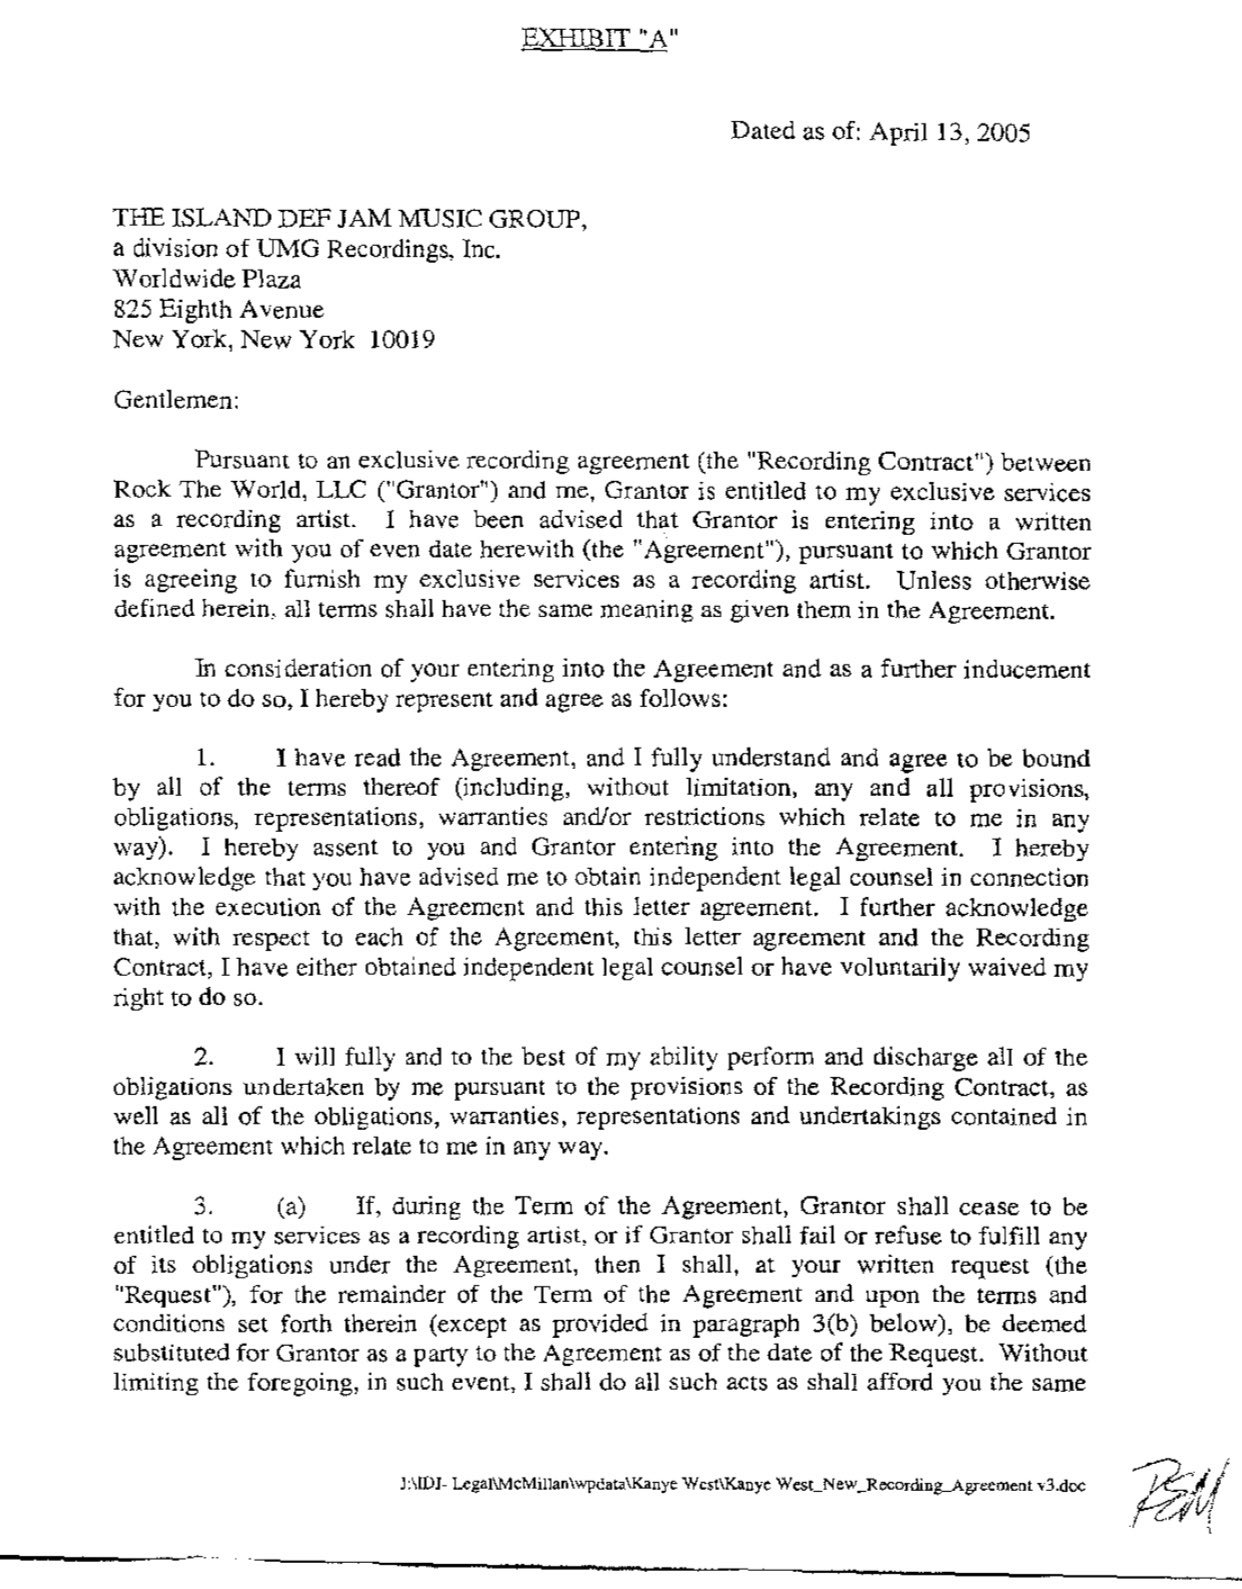 EXHIBIT "A"
Dated as of: April 13, 2005
THE ISLAND DEF JAM MUSIC GROUP,
a division of UMG Recordings, Inc.
Worldwide Plaza
825 Eighth Avenue
New York, New York 10019
Gentlemen:
Pursuant to an exclusive recording agreement (the "Recording Contract") between
Rock The World, LLC ("Grantor") and me, Grantor is entitled to my exclusive services
as a recording artist. I have been advised that Grantor is entering into a written
agreement with you of even date herewith (the "Agreement"), pursuant to which Grantor
is agreeing to furnish my exclusive services as a recording artist. Unless otherwise
defined herein, all terms shall have the same meaning as given them in the Agreement.
In consideration of your entering into the Agreement and as a further inducement
for you to do so, I hereby represent and agree as follows:
1. I have read the Agreement, and I fully understand and agree to be bound
by all of the terms thereof (including, without limitation, any and all provisions,
obligations, representations, warranties and/or restrictions which relate to me in any
way). I hereby assent to you and Grantor entering into the Agreement. I hereby
acknowledge that you have advised me to obtain independent legal counsel in connection
with the execution of the Agreement and this letter agreement. I further acknowledge
that, with respect to each of the Agreement, this letter agreement and the Recording
Contract, I have either obtained independent legal counsel or have voluntarily waived my
right to do so.
2. I will fully and to the best of my ability perform and discharge all of the
obligations undertaken by me pursuant to the provisions of the Recording Contract, as
well as all of the obligations, warranties, representations and undertakings contained in
the Agreement which relate to me in any way.
3. (a) If, during the Term of the Agreement, Grantor shall cease to be
entitled to my services as a recording artist, or if Grantor shall fail or refuse to fulfill any
of its obligations under the Agreement, then I shall, at your written request (the
"Request"), for the remainder of the Term of the Agreement and upon the terms and
conditions set forth therein (except as provided in paragraph 3(b) below), be deemed
substituted for Grantor as a party to the Agreement as of the date of the Request. Without
limiting the foregoing, in such event, I shall do all such acts as shall afford you the same
J:\IDJ- Legal\McMillan\wpdata\Kanye West\Kanye West_New_Recording_Agreement v3.doc